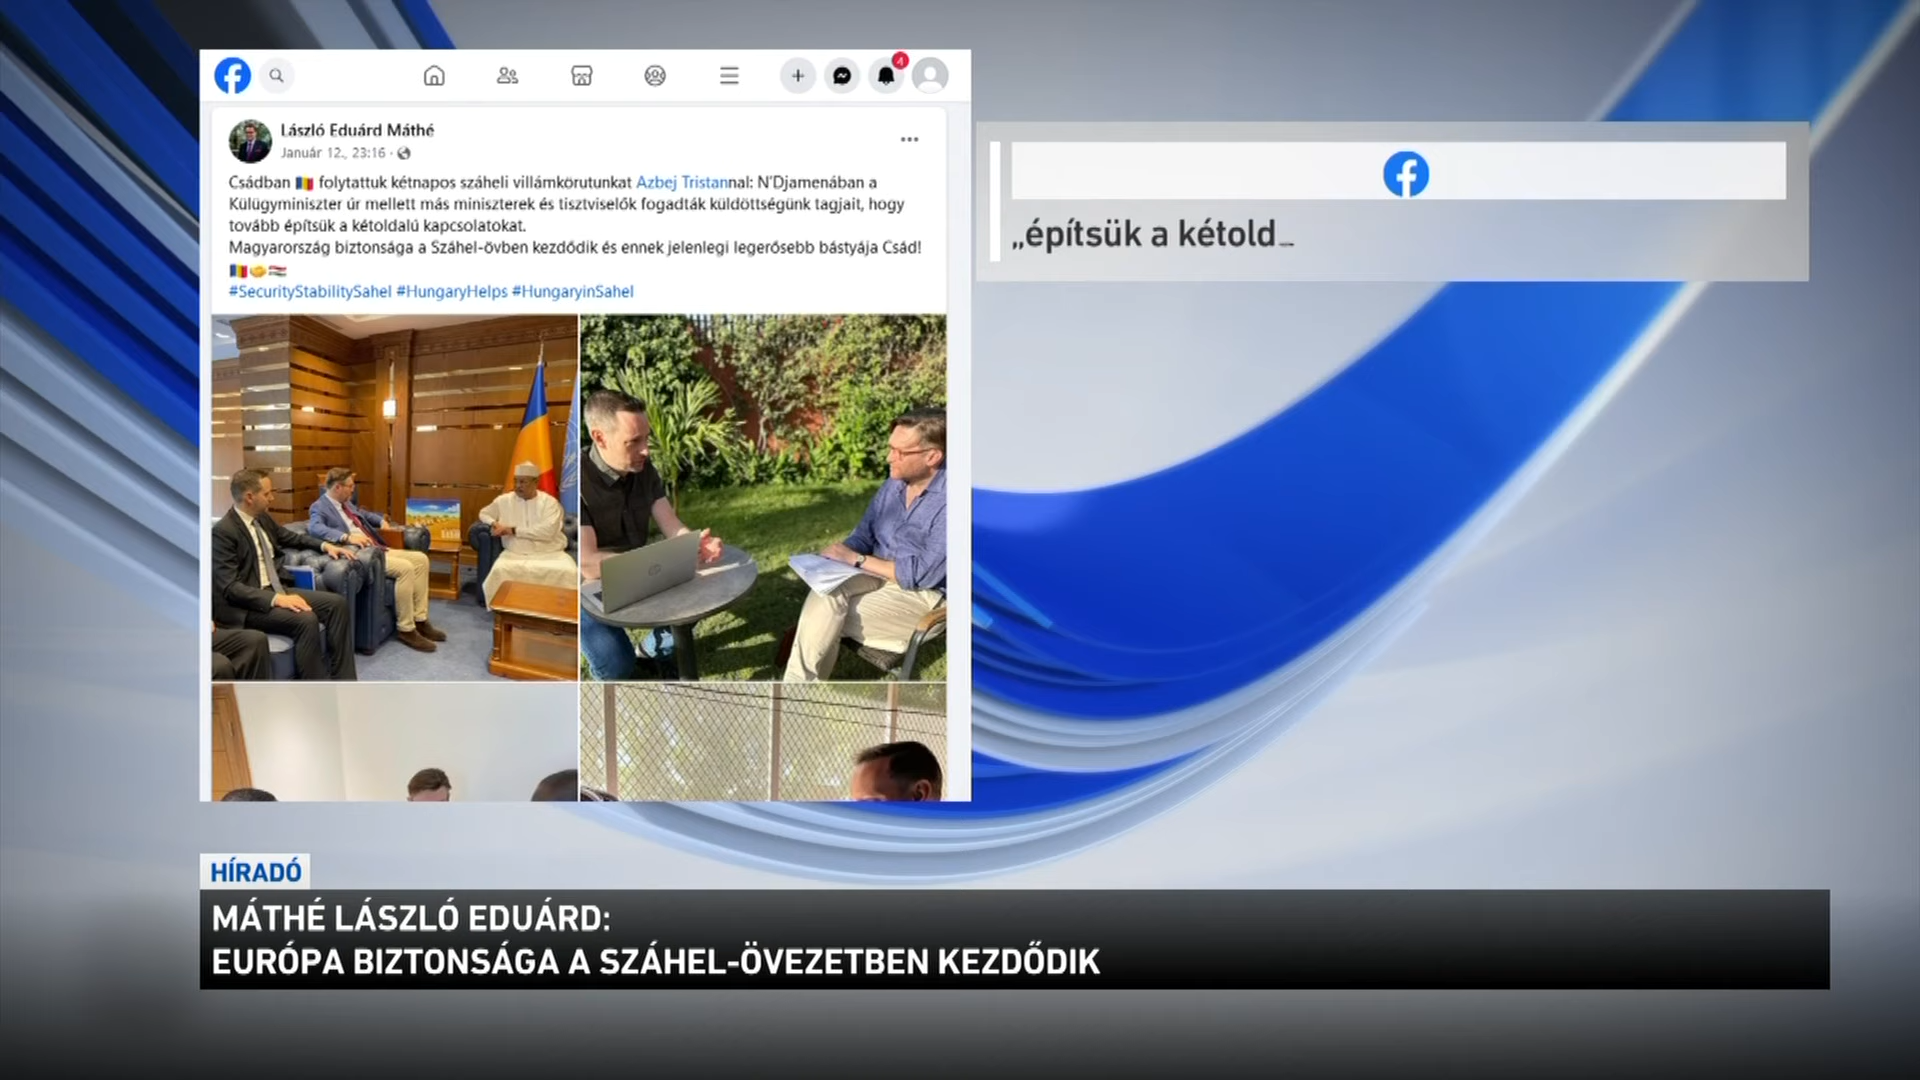 László Eduárd Máthé
Január 12., 23:16 ·
Csádban 🇹🇩 folytattuk kétnapos száheli villámkörutunkat Azbej Tristannal: N'Djamenában a
Külügyminiszter úr mellett más miniszterek és tisztviselők fogadták küldöttségünk tagjait, hogy
tovább építsük a kétoldalú kapcsolatokat.
Magyarország biztonsága a Száhel-övben kezdődik és ennek jelenlegi legerősebb bástyája Csád!
🇹🇩🤝🇭🇺
#SecurityStabilitySahel #HungaryHelps #HungaryinSahel
4
„építsük a kétold_
HÍRADÓ
MÁTHÉ LÁSZLÓ EDUÁRD:
EURÓPA BIZTONSÁGA A SZÁHEL-ÖVEZETBEN KEZDŐDIK